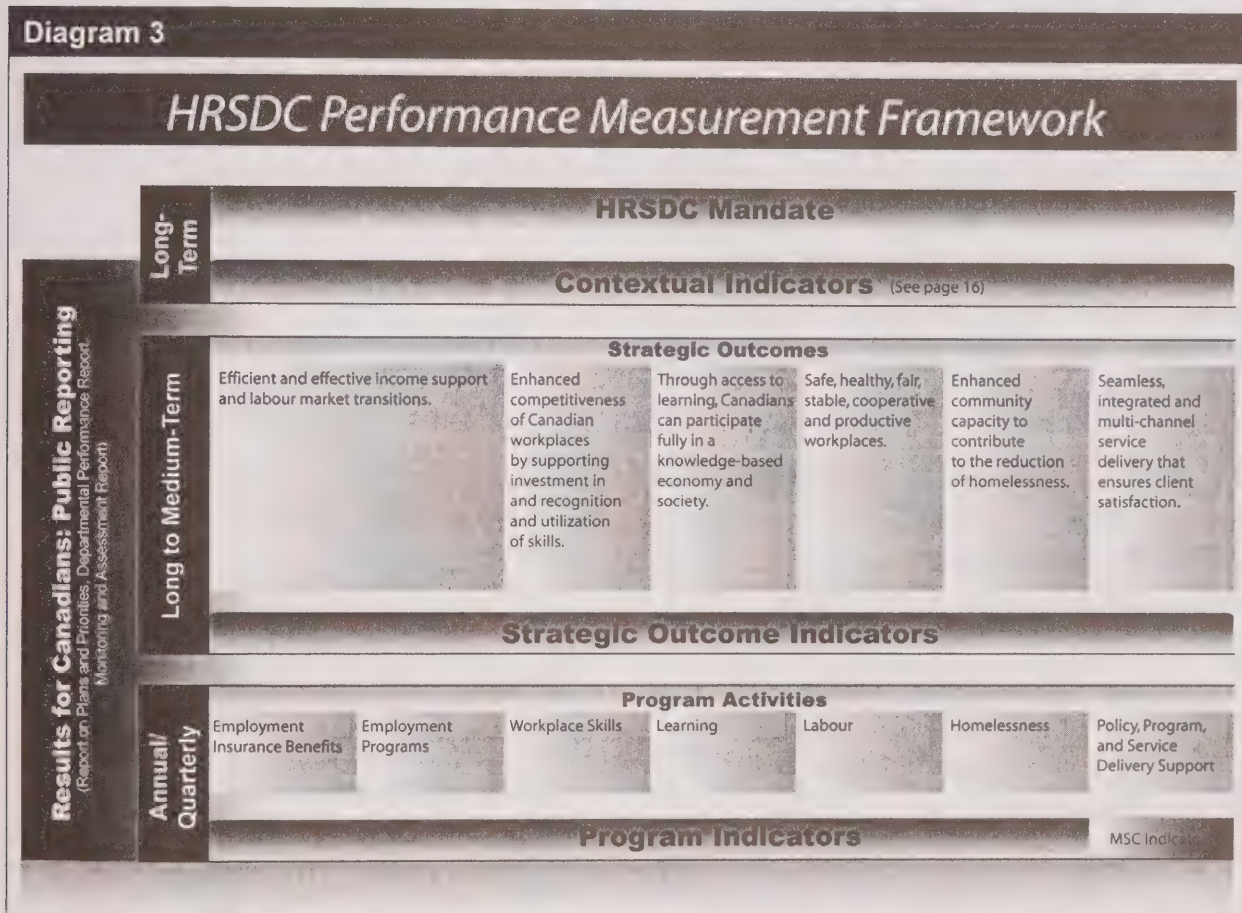 Diagram 3
HRSDC Performance Measurement Framework
Results for Canadians: Public Reporting
(Report on Plans and Priorities, Departmental Performance Report,
Monitoring and Assessment Report)
Long-
Term
HRSDC Mandate
Contextual Indicators (See page 16)
Long to Medium-Term
Strategic Outcomes
Efficient and effective income support
and labour market transitions.
Enhanced
competitiveness
of Canadian
workplaces
by supporting
investment in
and recognition
and utilization
of skills.
Through access to
learning, Canadians
can participate
fully in a
knowledge-based
economy and
society.
Safe, healthy, fair,
stable, cooperative
and productive
workplaces.
Enhanced
community
capacity to
contribute
to the reduction
of homelessness.
Seamless,
integrated and
multi-channel
service
delivery that
ensures client
satisfaction.
Strategic Outcome Indicators
Annual/
Quarterly
Program Activities
Employment
Insurance Benefits
Employment
Programs
Workplace Skills
Learning
Labour
Homelessness
Policy, Program,
and Service
Delivery Support
Program Indicators
MSC